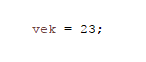 vek = 23;